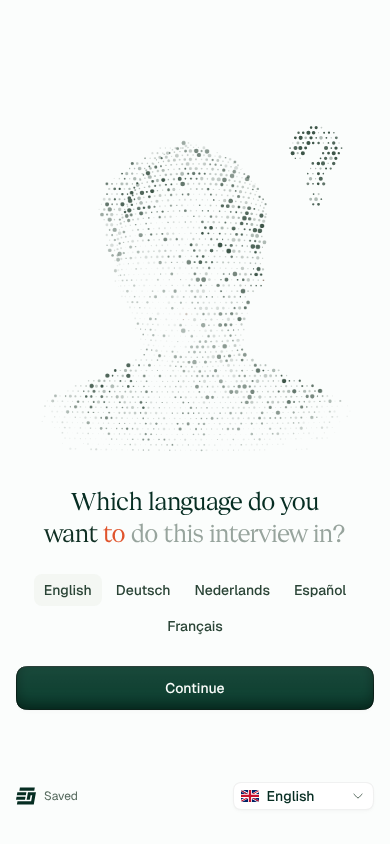 ?
Which language do you
want to do this interview in?
English Deutsch Nederlands Español
Français
Continue
Saved
English